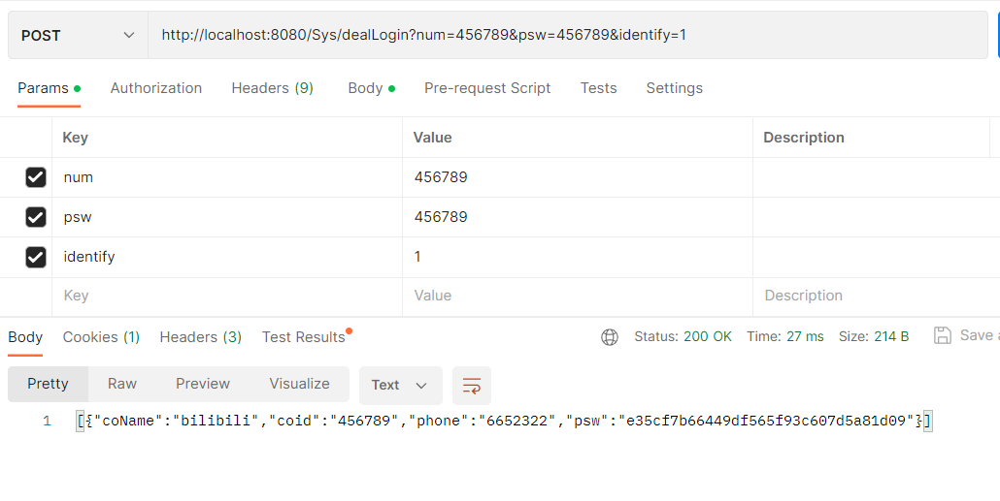 POST http://localhost:8080/Sys/dealLogin?num=456789&psw=456789&identify=1
Params Authorization Headers (9) Body Pre-request Script Tests Settings
Key Value Description
num 456789
psw 456789
identify 1
Key Value Description
Body Cookies (1) Headers (3) Test Results Status: 200 OK Time: 27 ms Size: 214 B Save a
Pretty Raw Preview Visualize Text
1 [{"coName":"bilibili","coid":"456789","phone":"6652322","psw":"e35cf7b66449df565f93c607d5a81d09"}]